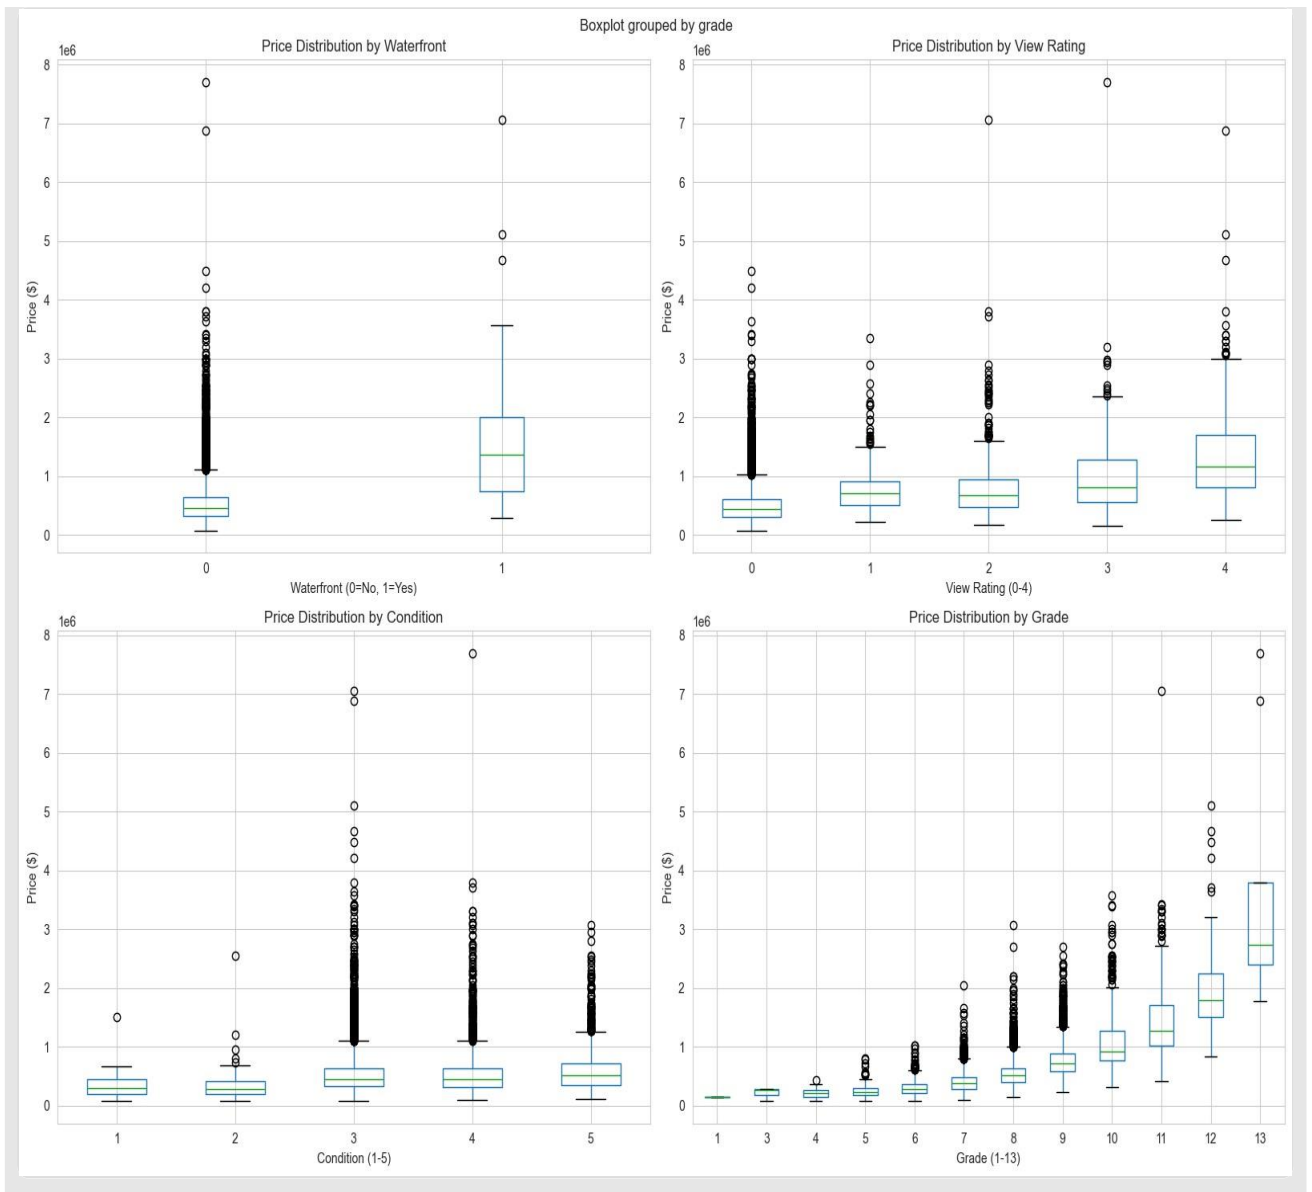 Boxplot grouped by grade
Price Distribution by Waterfront
1e6
8
7
6
5
4
3
2
1
0
Price ($)
0 1
Waterfront (0=No, 1=Yes)
Price Distribution by View Rating
1e6
8
7
6
5
4
3
2
1
0
Price ($)
0 1 2 3 4
View Rating (0-4)
Price Distribution by Condition
1e6
8
7
6
5
4
3
2
1
0
Price ($)
1 2 3 4 5
Condition (1-5)
Price Distribution by Grade
1e6
8
7
6
5
4
3
2
1
0
Price ($)
1 3 4 5 6 7 8 9 10 11 12 13
Grade (1-13)